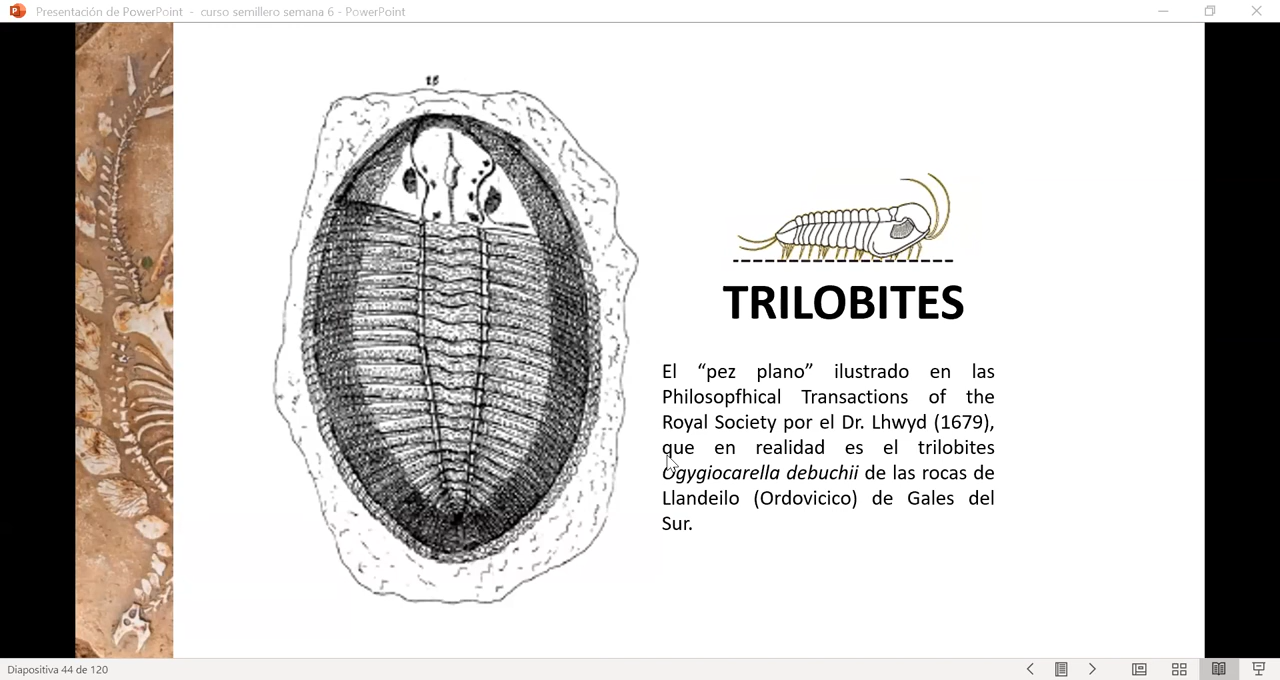 Presentación de PowerPoint - curso semillero semana 6 - PowerPoint
15
TRILOBITES
El “pez plano” ilustrado en las
Philosopfhical Transactions of the
Royal Society por el Dr. Lhwyd (1679),
que en realidad es el trilobites
Ogygiocarella debuchii de las rocas de
Llandeilo (Ordovicico) de Gales del
Sur.
Diapositiva 44 de 120